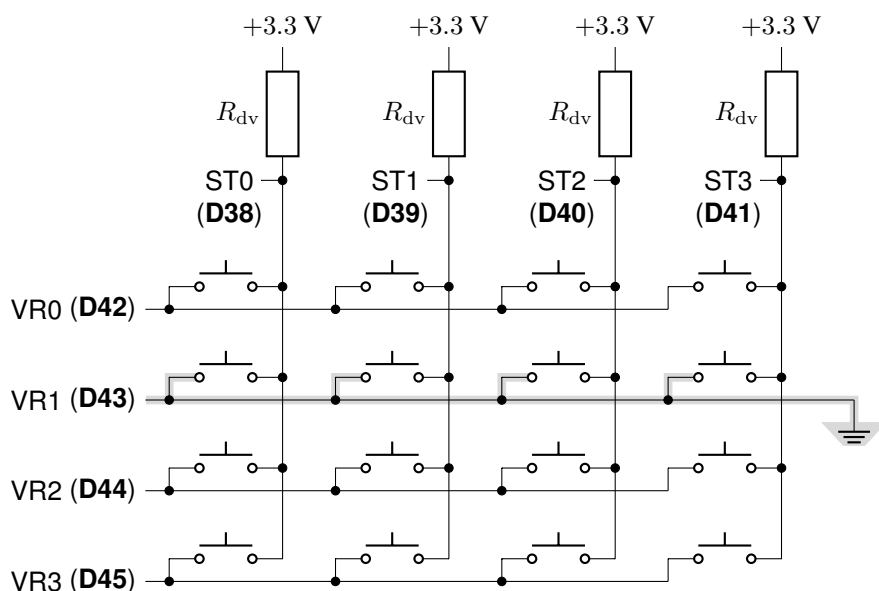 +3.3 V +3.3 V +3.3 V +3.3 V
R_dv R_dv R_dv R_dv
ST0 ST1 ST2 ST3
(D38) (D39) (D40) (D41)
VR0 (D42)
VR1 (D43)
VR2 (D44)
VR3 (D45)